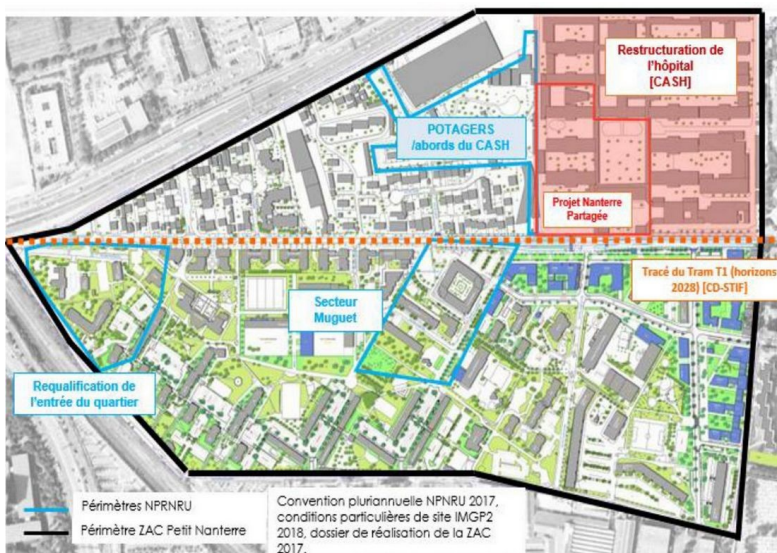 Restructuration de
l'hôpital
[CASH]
POTAGERS
/abords du CASH
Projet Nanterre
Partagée
Tracé du Tram T1 (horizons
2028) [CD-STIF]
Secteur
Muguet
Requalification de
l'entrée du quartier
Périmètres NPRNRU
Périmètre ZAC Petit Nanterre
Convention pluriannuelle NPNRU 2017,
conditions particulières de site IMGP2
2018, dossier de réalisation de la ZAC
2017.